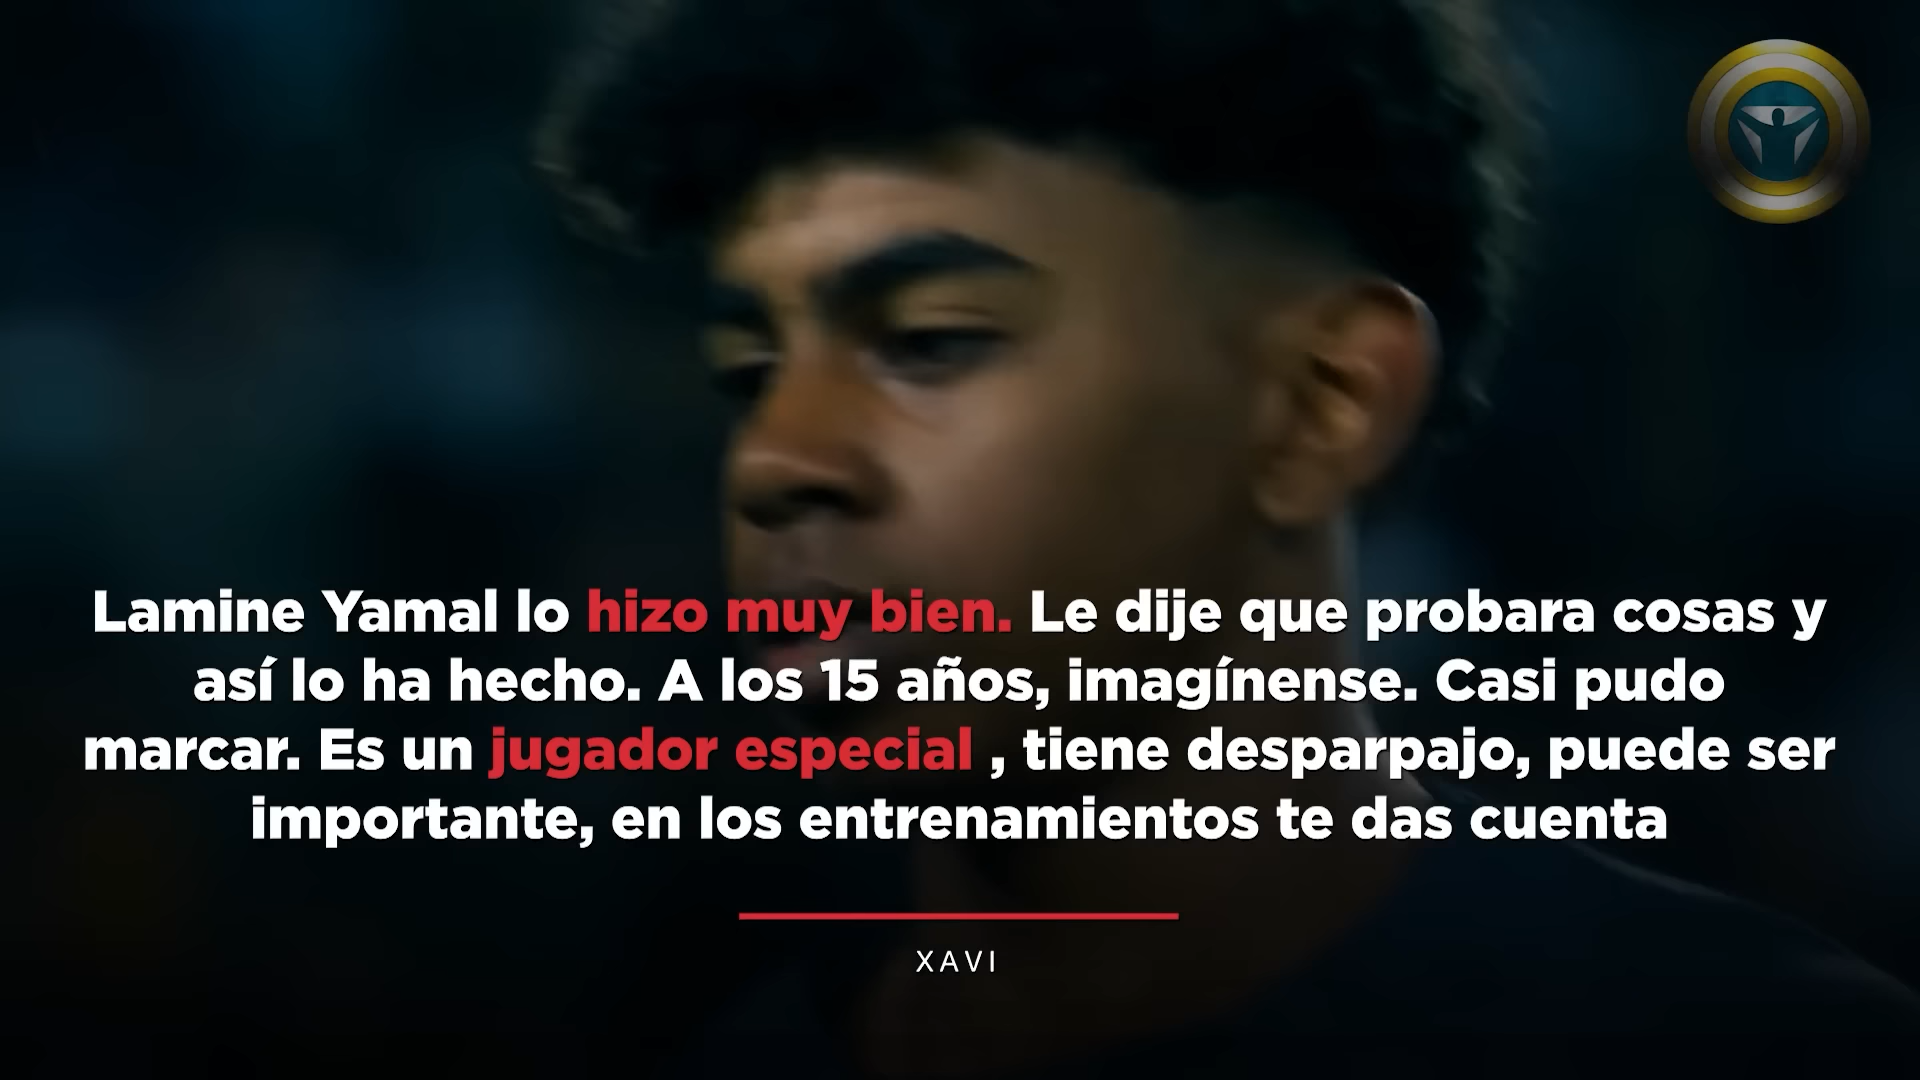 Lamine Yamal lo hizo muy bien. Le dije que probara cosas y
así lo ha hecho. A los 15 años, imagínense. Casi pudo
marcar. Es un jugador especial , tiene desparpajo, puede ser
importante, en los entrenamientos te das cuenta
XAVI